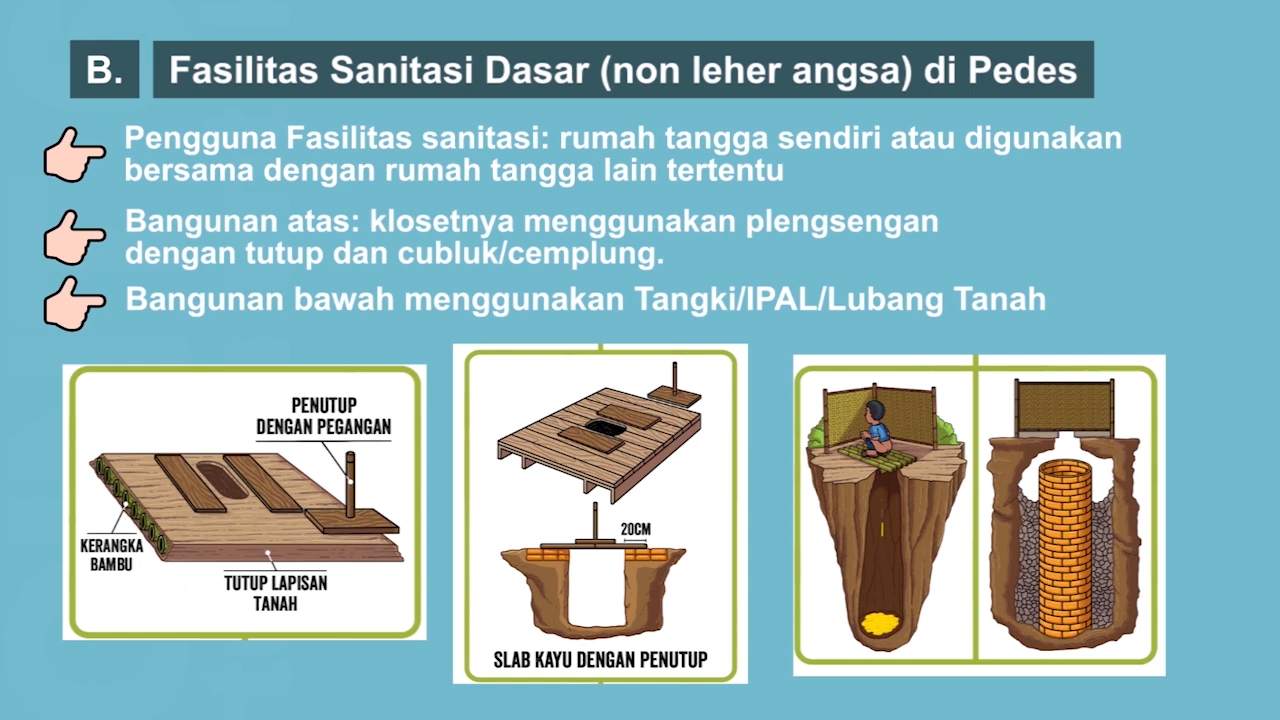 B. Fasilitas Sanitasi Dasar (non leher angsa) di Pedes
Pengguna Fasilitas sanitasi: rumah tangga sendiri atau digunakan
bersama dengan rumah tangga lain tertentu
Bangunan atas: klosetnya menggunakan plengsengan
dengan tutup dan cubluk/cemplung.
Bangunan bawah menggunakan Tangki/IPAL/Lubang Tanah
PENUTUP
DENGAN PEGANGAN
KERANGKA
BAMBU
TUTUP LAPISAN
TANAH
20CM
SLAB KAYU DENGAN PENUTUP